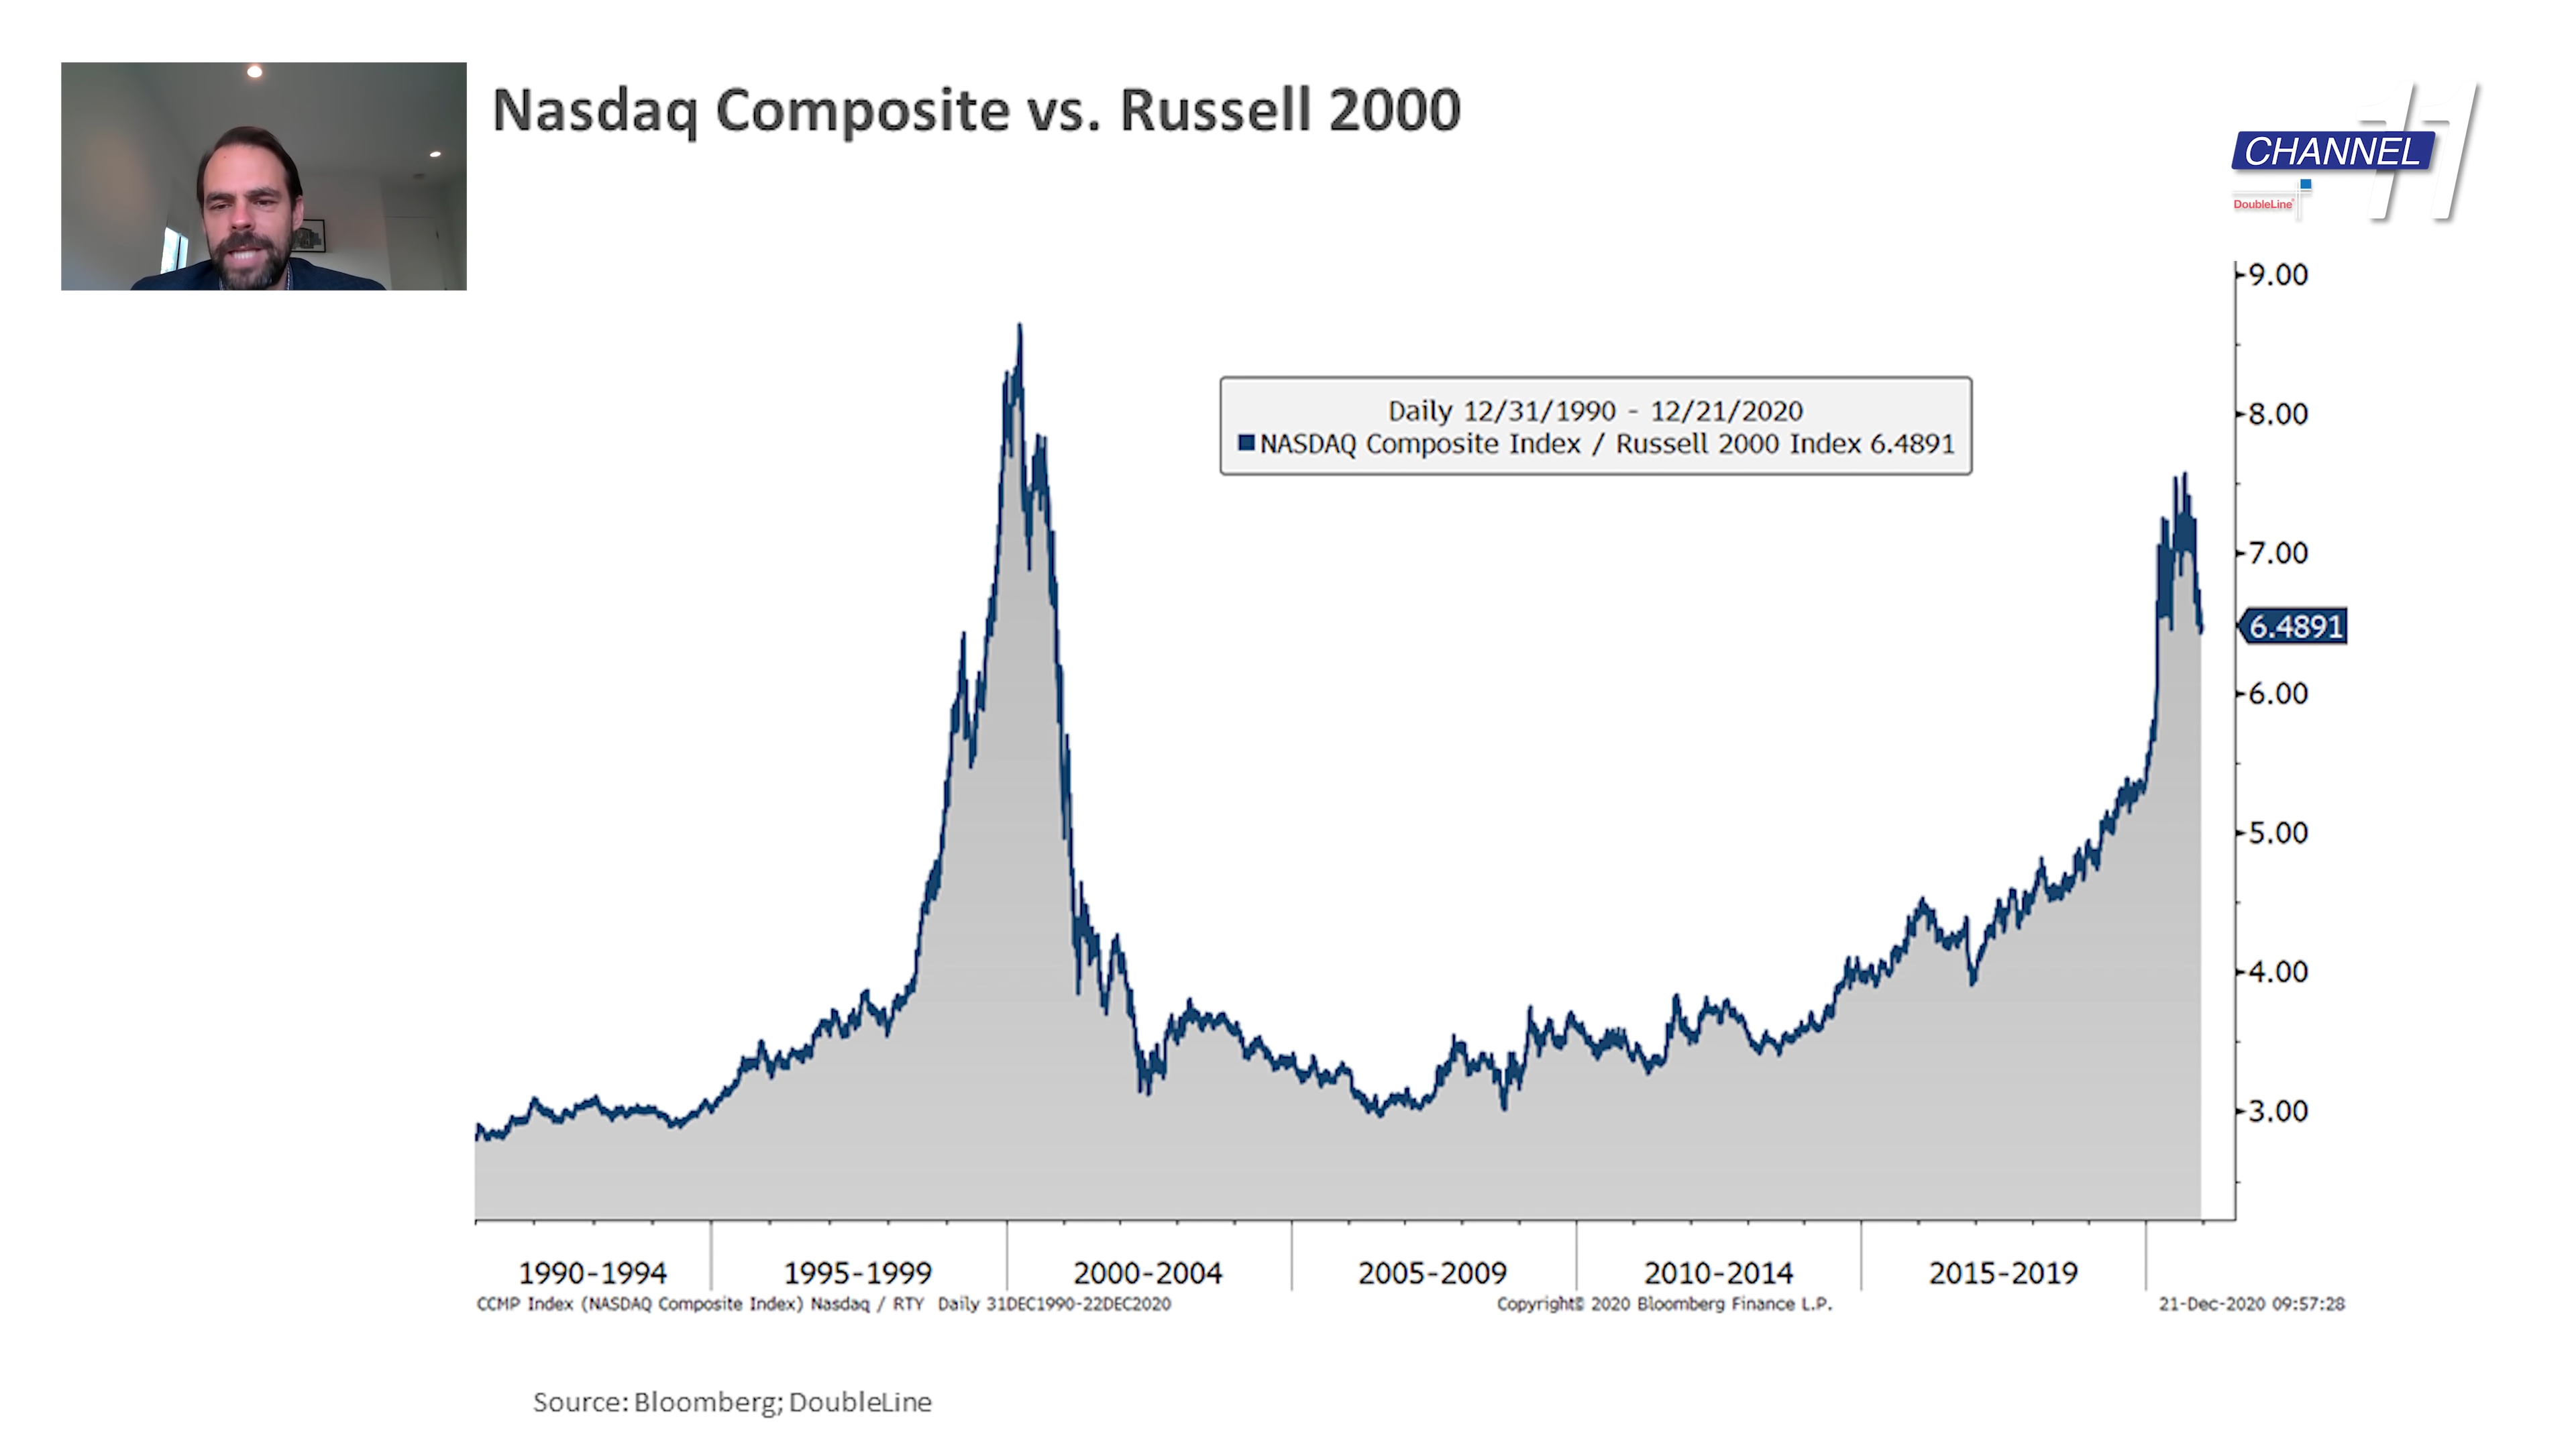 Nasdaq Composite vs. Russell 2000
CHANNEL 11
DoubleLine®
Daily 12/31/1990 - 12/21/2020
NASDAQ Composite Index / Russell 2000 Index 6.4891
9.00
8.00
7.00
6.4891
6.00
5.00
4.00
3.00
1990-1994 1995-1999 2000-2004 2005-2009 2010-2014 2015-2019
CCMP Index (NASDAQ Composite Index) Nasdaq / RTY Daily 31DEC1990-22DEC2020 Copyright© 2020 Bloomberg Finance L.P. 21-Dec-2020 09:57:28
Source: Bloomberg; DoubleLine